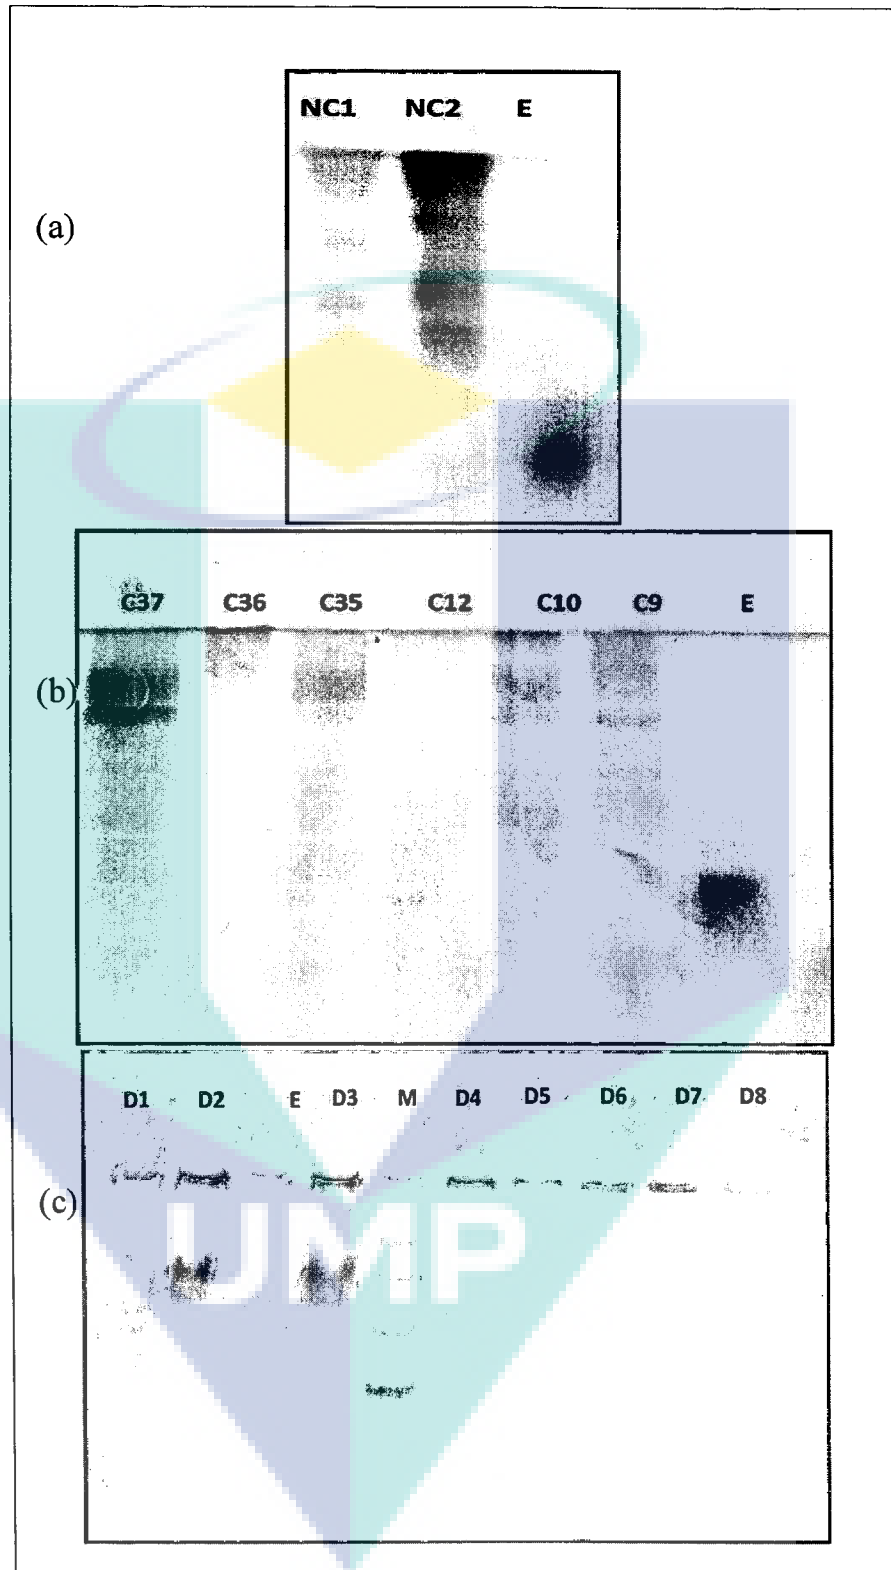 NC1 NC2 E
(a)
C37 C36 C35 C12 C10 C9 E
(b)
D1 D2 E D3 M D4 D5 D6 D7 D8
(c)
UMP